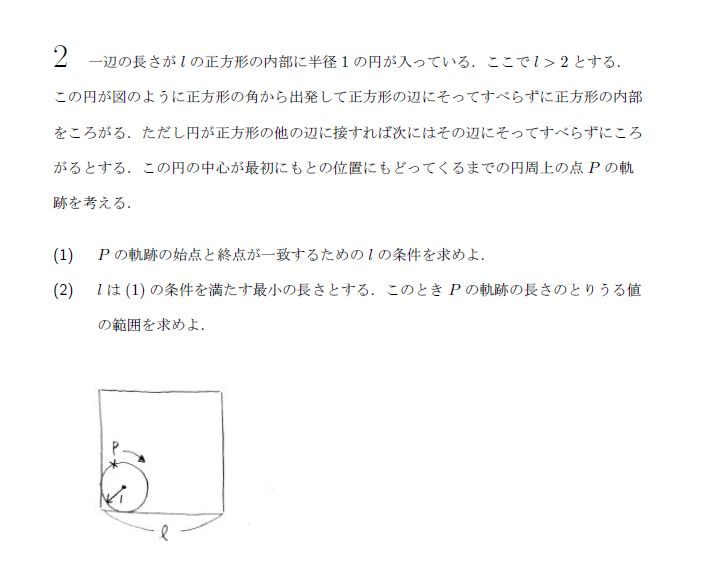 2 一辺の長さが l の正方形の内部に半径 1 の円が入っている．ここで l > 2 とする．
この円が図のように正方形の角から出発して正方形の辺にそってすべらずに正方形の内部
をころがる．ただし円が正方形の他の辺に接すれば次にはその辺にそってすべらずにころ
がるとする．この円の中心が最初にもとの位置にもどってくるまでの円周上の点 P の軌
跡を考える．
(1) P の軌跡の始点と終点が一致するための l の条件を求めよ．
(2) l は (1) の条件を満たす最小の長さとする．このとき P の軌跡の長さのとりうる値
の範囲を求めよ．
P
1
l